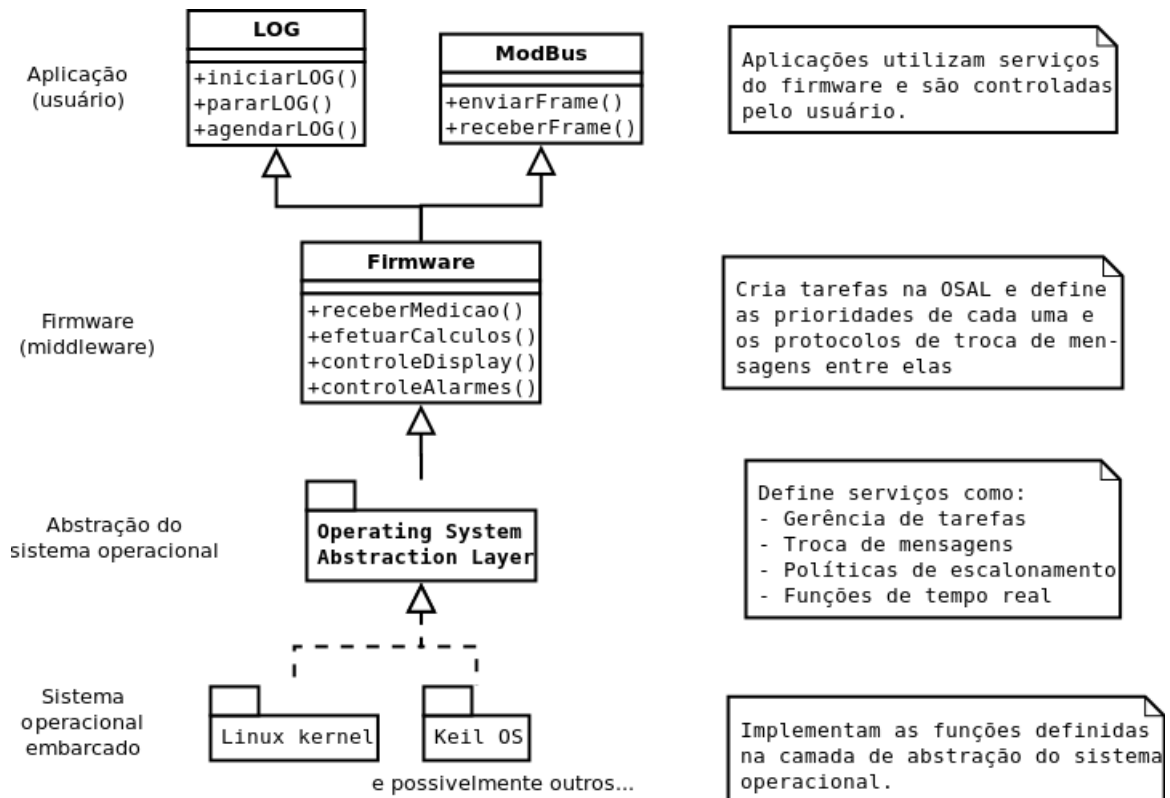 Aplicação
(usuário)
LOG
+iniciarLOG()
+pararLOG()
+agendarLOG()
ModBus
+enviarFrame()
+receberFrame()
Aplicações utilizam serviços
do firmware e são controladas
pelo usuário.
Firmware
(middleware)
Firmware
+receberMedicao()
+efetuarCalculos()
+controleDisplay()
+controleAlarmes()
Cria tarefas na OSAL e define
as prioridades de cada uma e
os protocolos de troca de men-
sagens entre elas
Abstração do
sistema operacional
Operating System
Abstraction Layer
Define serviços como:
- Gerência de tarefas
- Troca de mensagens
- Políticas de escalonamento
- Funções de tempo real
Sistema
operacional
embarcado
Linux kernel
Keil OS
e possivelmente outros...
Implementam as funções definidas
na camada de abstração do sistema
operacional.